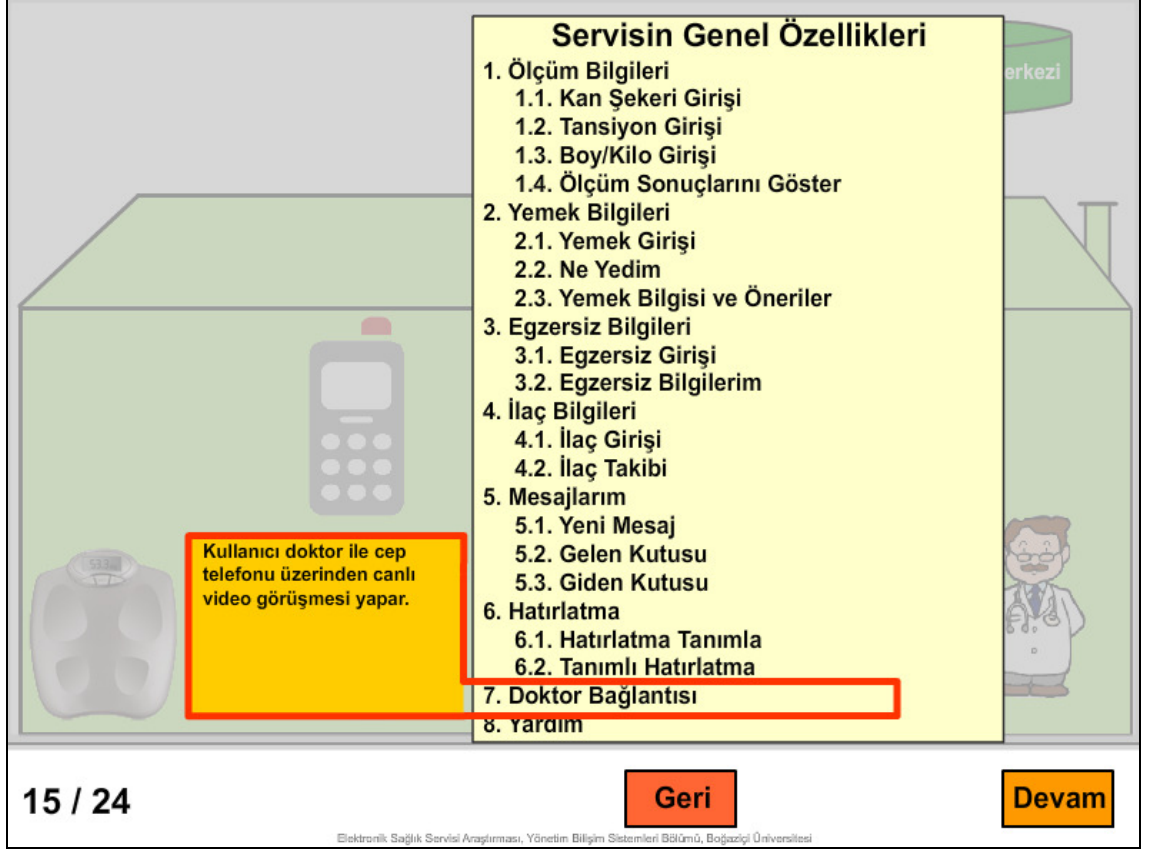 Servisin Genel Özellikleri
1. Ölçüm Bilgileri
1.1. Kan Şekeri Girişi
1.2. Tansiyon Girişi
1.3. Boy/Kilo Girişi
1.4. Ölçüm Sonuçlarını Göster
2. Yemek Bilgileri
2.1. Yemek Girişi
2.2. Ne Yedim
2.3. Yemek Bilgisi ve Öneriler
3. Egzersiz Bilgileri
3.1. Egzersiz Girişi
3.2. Egzersiz Bilgilerim
4. İlaç Bilgileri
4.1. İlaç Girişi
4.2. İlaç Takibi
5. Mesajlarım
5.1. Yeni Mesaj
5.2. Gelen Kutusu
5.3. Giden Kutusu
6. Hatırlatma
6.1. Hatırlatma Tanımla
6.2. Tanımlı Hatırlatma
7. Doktor Bağlantısı
8. Yardım
erkezi
Kullanıcı doktor ile cep
telefonu üzerinden canlı
video görüşmesi yapar.
15 / 24
Geri
Devam
Elektronik Sağlık Servisi Araştırması, Yönetim Bilişim Sistemleri Bölümü, Boğaziçi Üniversitesi